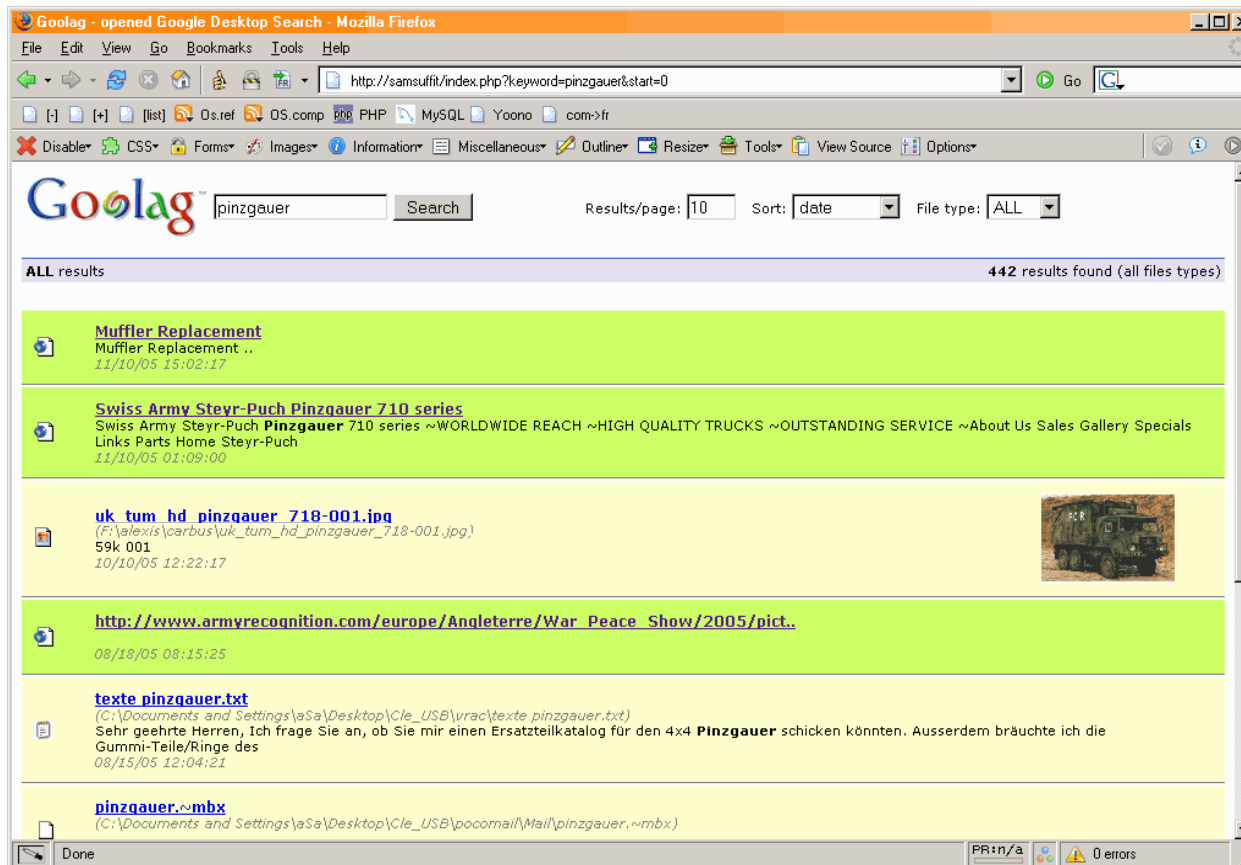 Goolag - opened Google Desktop Search - Mozilla Firefox
File Edit View Go Bookmarks Tools Help
http://samsuffit/index.php?keyword=pinzgauer&start=0 Go G
[-] [+] [list] Os.ref OS.comp php PHP MySQL Yoono com->fr
Disable CSS Forms Images Information Miscellaneous Outline Resize Tools View Source Options
Goolag™ pinzgauer Search Results/page: 10 Sort: date File type: ALL
ALL results 442 results found (all files types)
Muffler Replacement
Muffler Replacement ..
11/10/05 15:02:17
Swiss Army Steyr-Puch Pinzgauer 710 series
Swiss Army Steyr-Puch Pinzgauer 710 series ~WORLDWIDE REACH ~HIGH QUALITY TRUCKS ~OUTSTANDING SERVICE ~About Us Sales Gallery Specials
Links Parts Home Steyr-Puch
11/10/05 01:09:00
uk_tum_hd_pinzgauer_718-001.jpg
(F:\alexis\carbus\uk_tum_hd_pinzgauer_718-001.jpg)
59k 001
10/10/05 12:22:17
http://www.armyrecognition.com/europe/Angleterre/War_Peace_Show/2005/pict..
08/18/05 08:15:25
texte pinzgauer.txt
(C:\Documents and Settings\aSa\Desktop\Cle_USB\vrac\texte pinzgauer.txt)
Sehr geehrte Herren, Ich frage Sie an, ob Sie mir einen Ersatzteilkatalog für den 4x4 Pinzgauer schicken könnten. Ausserdem bräuchte ich die
Gummi-Teile/Ringe des
08/15/05 12:04:21
pinzgauer.~mbx
(C:\Documents and Settings\aSa\Desktop\Cle_USB\pocomail\Mail\pinzgauer.~mbx)
Done PR:n/a 0 errors